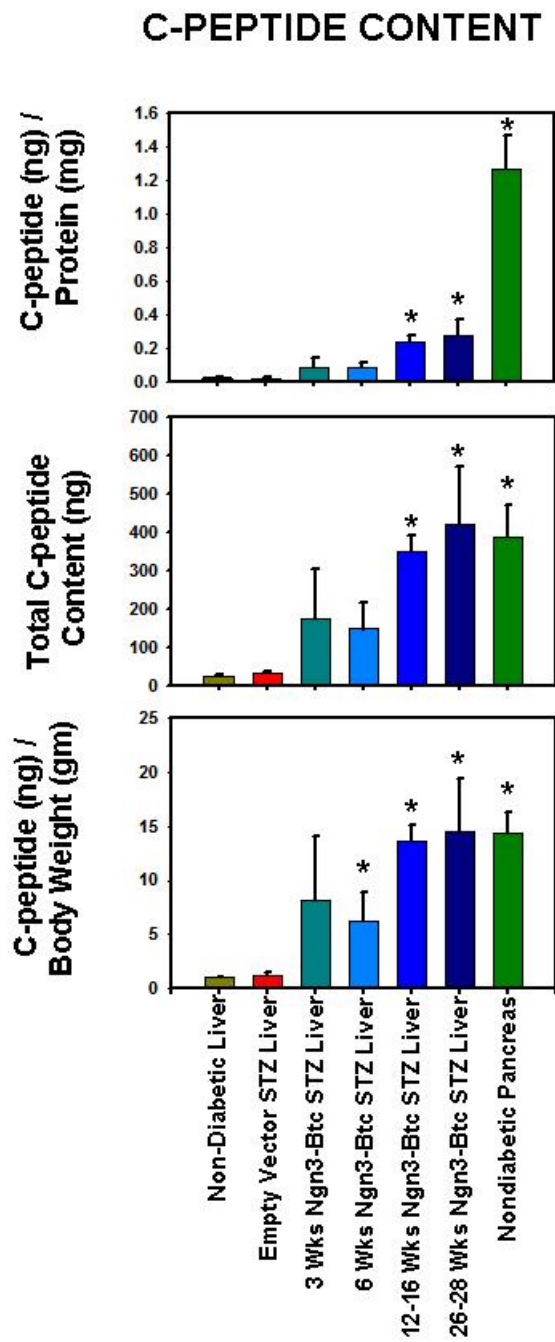 C-PEPTIDE CONTENT
C-peptide (ng) /
Protein (mg)
1.6
1.4
1.2
1.0
0.8
0.6
0.4
0.2
0.0
*
*
*
Total C-peptide
Content (ng)
700
600
500
400
300
200
100
0
*
*
*
C-peptide (ng) /
Body Weight (gm)
25
20
15
10
5
0
*
*
*
*
Non-Diabetic Liver
Empty Vector STZ Liver
3 Wks Ngn3-Btc STZ Liver
6 Wks Ngn3-Btc STZ Liver
12-16 Wks Ngn3-Btc STZ Liver
26-28 Wks Ngn3-Btc STZ Liver
Nondiabetic Pancreas